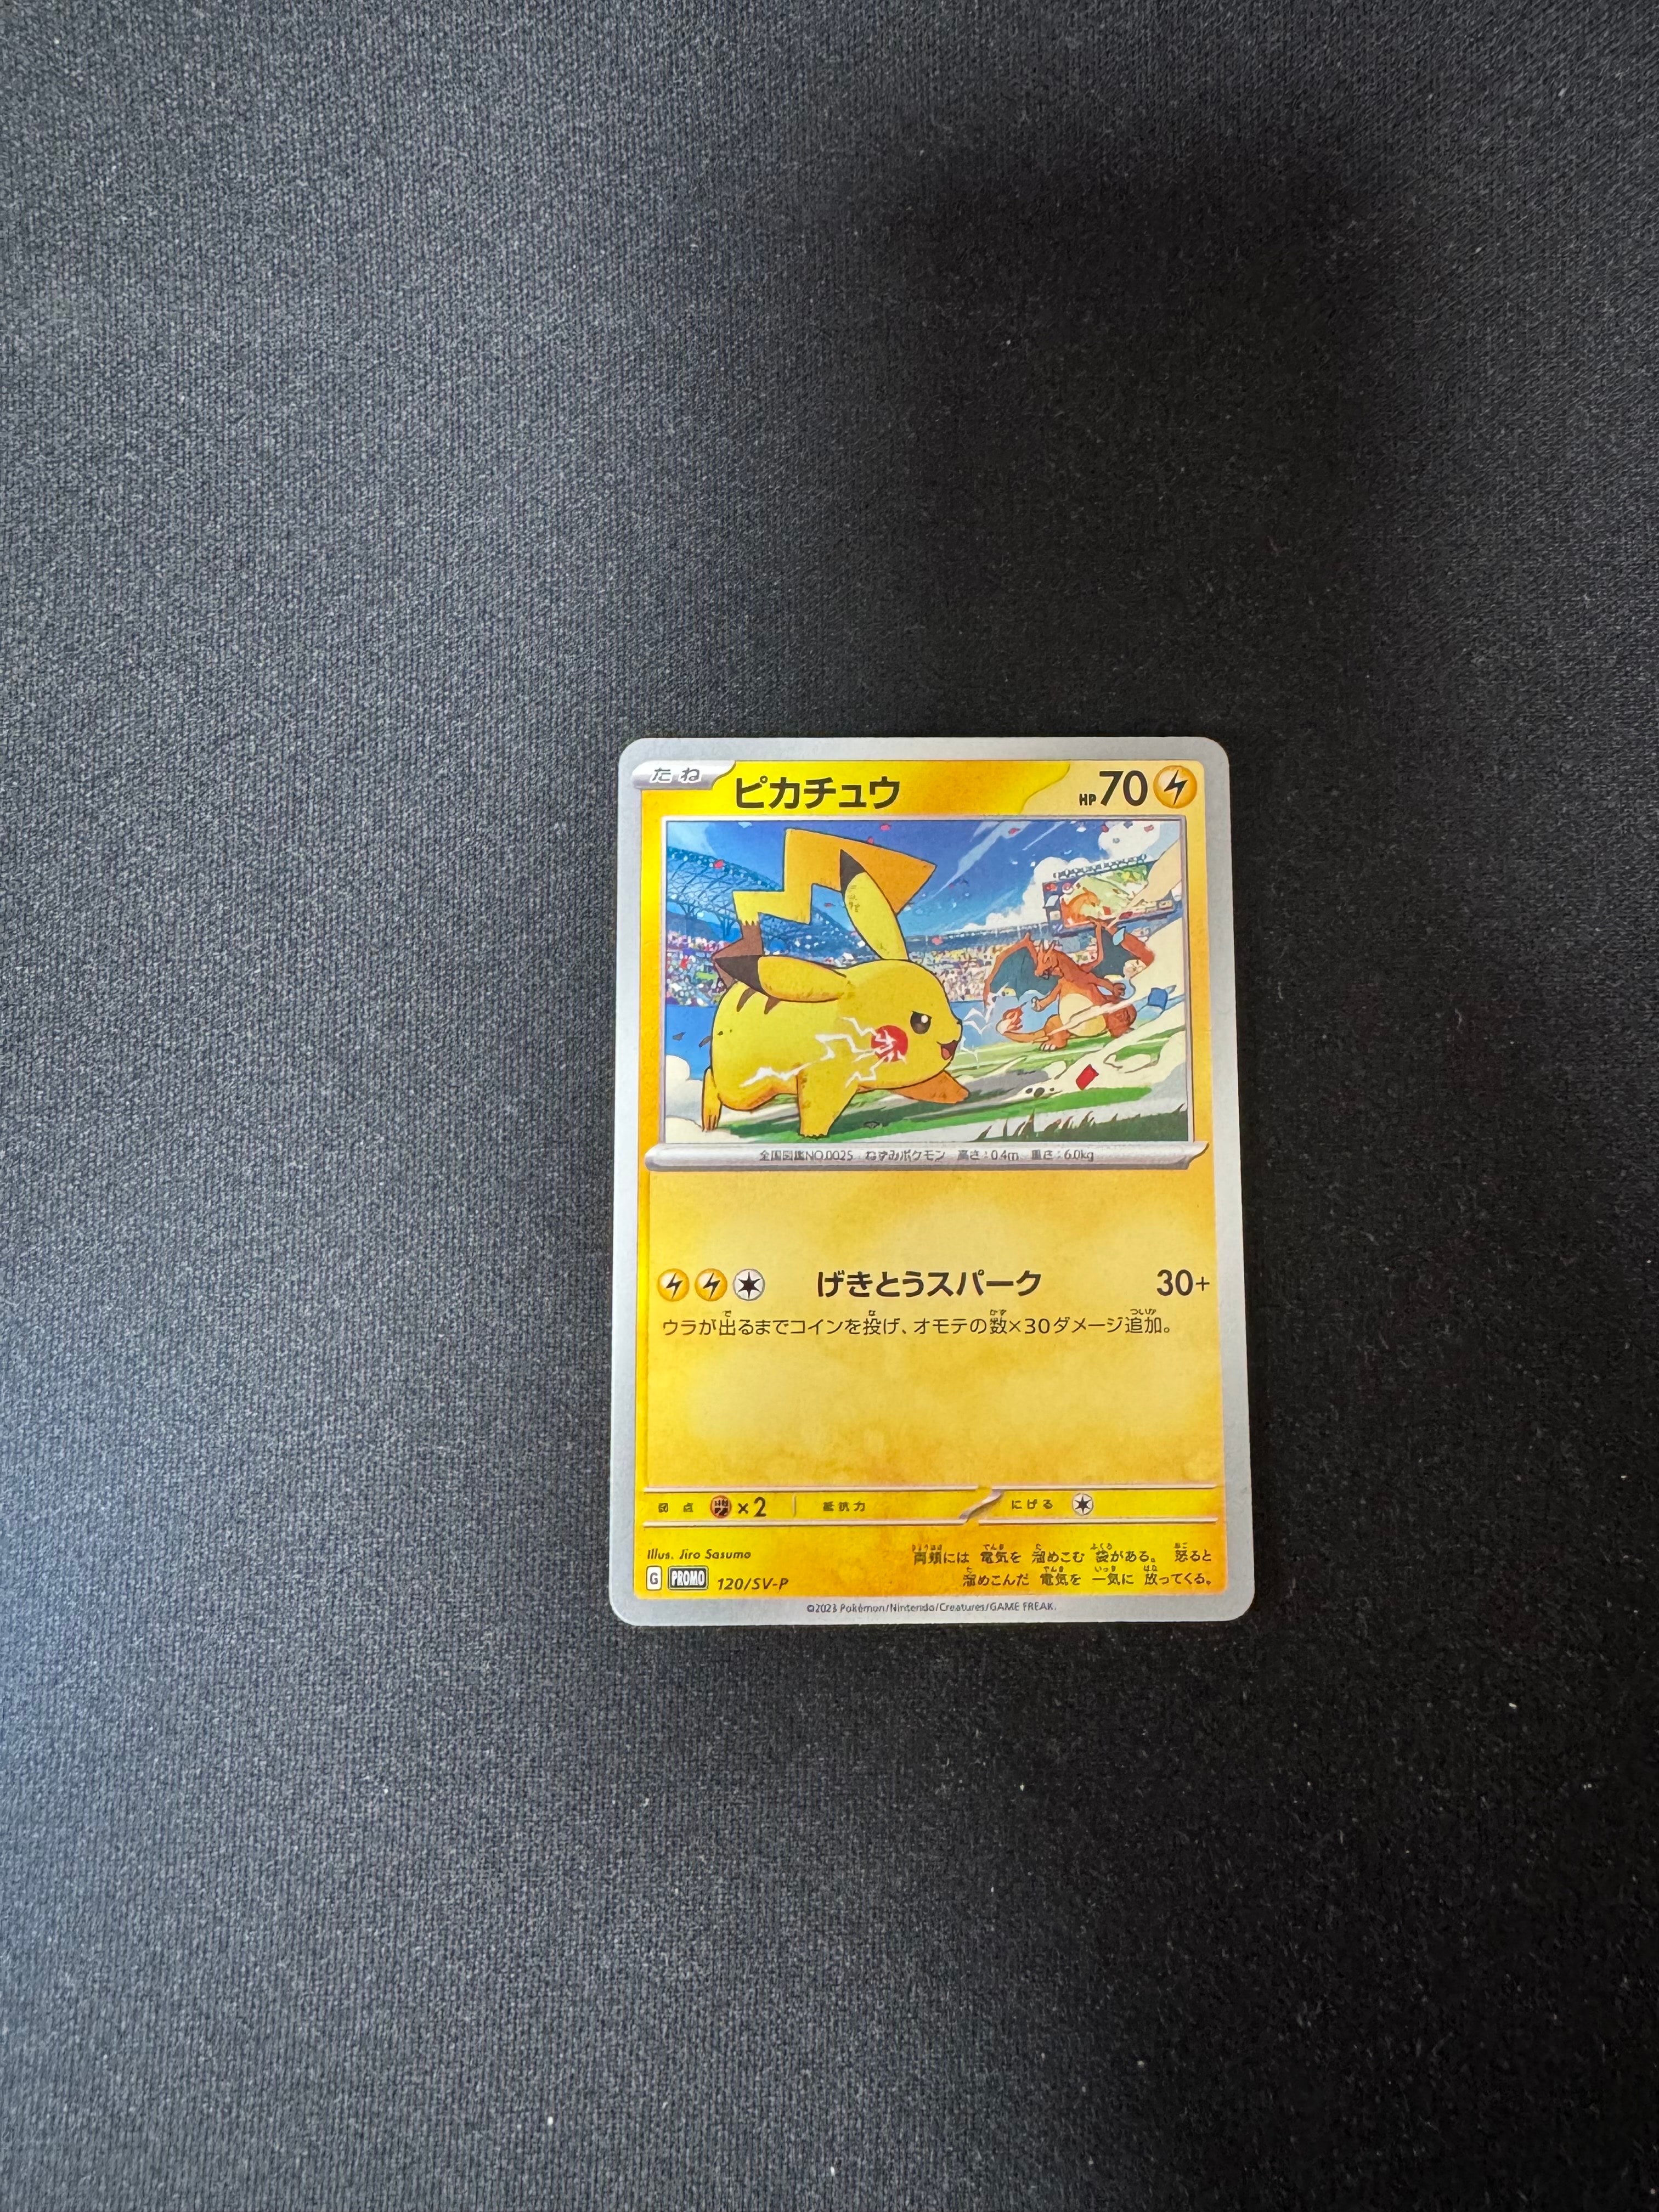 たね ピカチュウ HP70
全国図鑑NO.0025 ねずみポケモン 高さ：0.4m 重さ：6.0kg
げきとうスパーク 30+
ウラが出るまでコインを投げ、オモテの数×30ダメージ追加。
弱点 ×2 抵抗力 にげる
Illus. Jiro Sasumo
両頬には 電気を 溜めこむ 袋がある。 怒ると
溜めこんだ 電気を 一気に 放ってくる。
G PROMO 120/SV-P
©2023 Pokémon/Nintendo/Creatures/GAME FREAK.